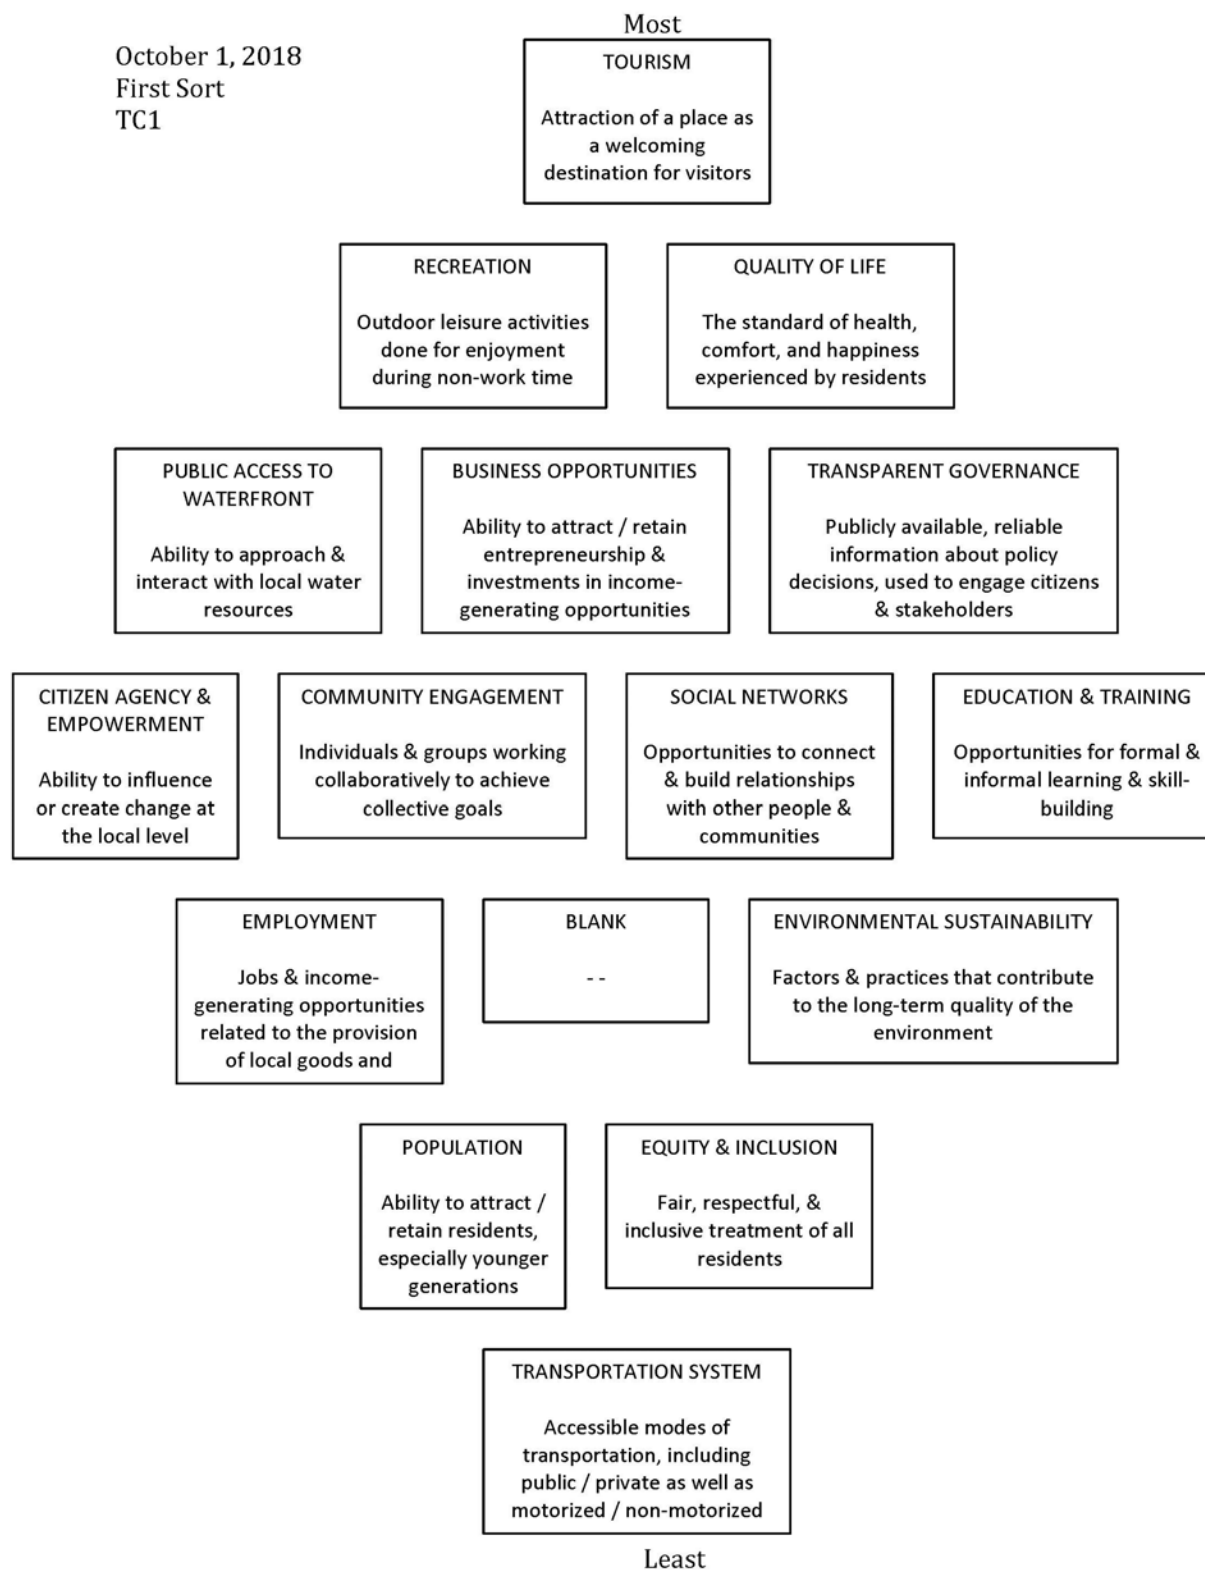 Most
October 1, 2018
First Sort
TC1
TOURISM
Attraction of a place as
a welcoming
destination for visitors
RECREATION
Outdoor leisure activities
done for enjoyment
during non-work time
QUALITY OF LIFE
The standard of health,
comfort, and happiness
experienced by residents
PUBLIC ACCESS TO
WATERFRONT
Ability to approach &
interact with local water
resources
BUSINESS OPPORTUNITIES
Ability to attract / retain
entrepreneurship &
investments in income-
generating opportunities
TRANSPARENT GOVERNANCE
Publicly available, reliable
information about policy
decisions, used to engage citizens
& stakeholders
CITIZEN AGENCY &
EMPOWERMENT
Ability to influence
or create change at
the local level
COMMUNITY ENGAGEMENT
Individuals & groups working
collaboratively to achieve
collective goals
SOCIAL NETWORKS
Opportunities to connect
& build relationships
with other people &
communities
EDUCATION & TRAINING
Opportunities for formal &
informal learning & skill-
building
EMPLOYMENT
Jobs & income-
generating opportunities
related to the provision
of local goods and
BLANK
- -
ENVIRONMENTAL SUSTAINABILITY
Factors & practices that contribute
to the long-term quality of the
environment
POPULATION
Ability to attract /
retain residents,
especially younger
generations
EQUITY & INCLUSION
Fair, respectful, &
inclusive treatment of all
residents
TRANSPORTATION SYSTEM
Accessible modes of
transportation, including
public / private as well as
motorized / non-motorized
Least